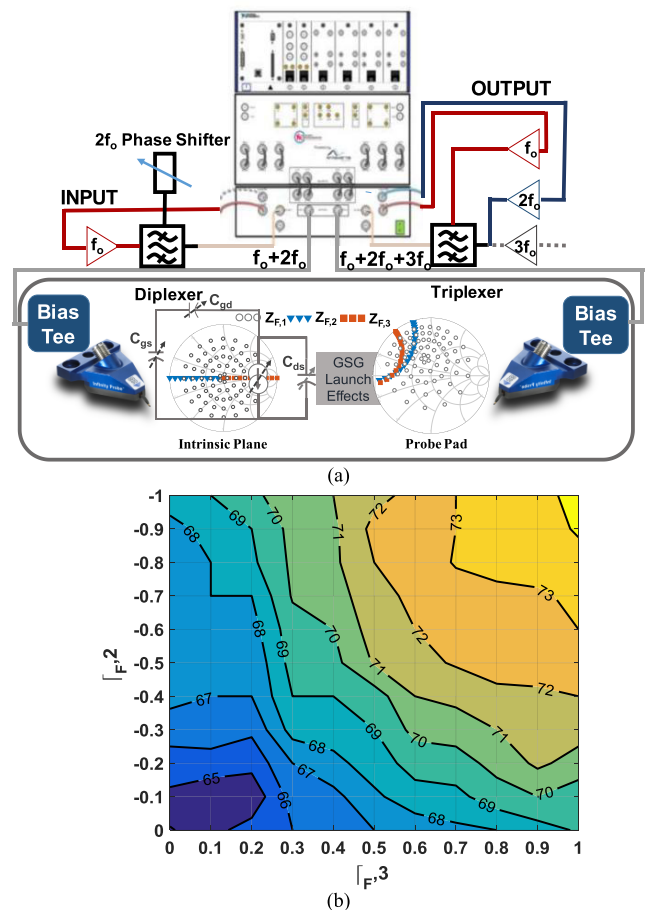 OUTPUT
2fo Phase Shifter
INPUT
fo
fo
2fo
3fo
fo+2fo
fo+2fo+3fo
Diplexer
Triplexer
Bias
Tee
Cgd
ZF,1 ZF,2 ZF,3
Cgs
Cds
GSG
Launch
Effects
Bias
Tee
Infinity Probe
Intrinsic Plane
Probe Pad
(a)
-1
-0.9
-0.8
-0.7
-0.6
-0.5
-0.4
-0.3
-0.2
-0.1
0
68
69
70
71
72
73
73
68
69
70
71
72
72
67
69
70
71
70
65
66
67
68
68
69
0 0.1 0.2 0.3 0.4 0.5 0.6 0.7 0.8 0.9 1
ΓF,2
ΓF,3
(b)